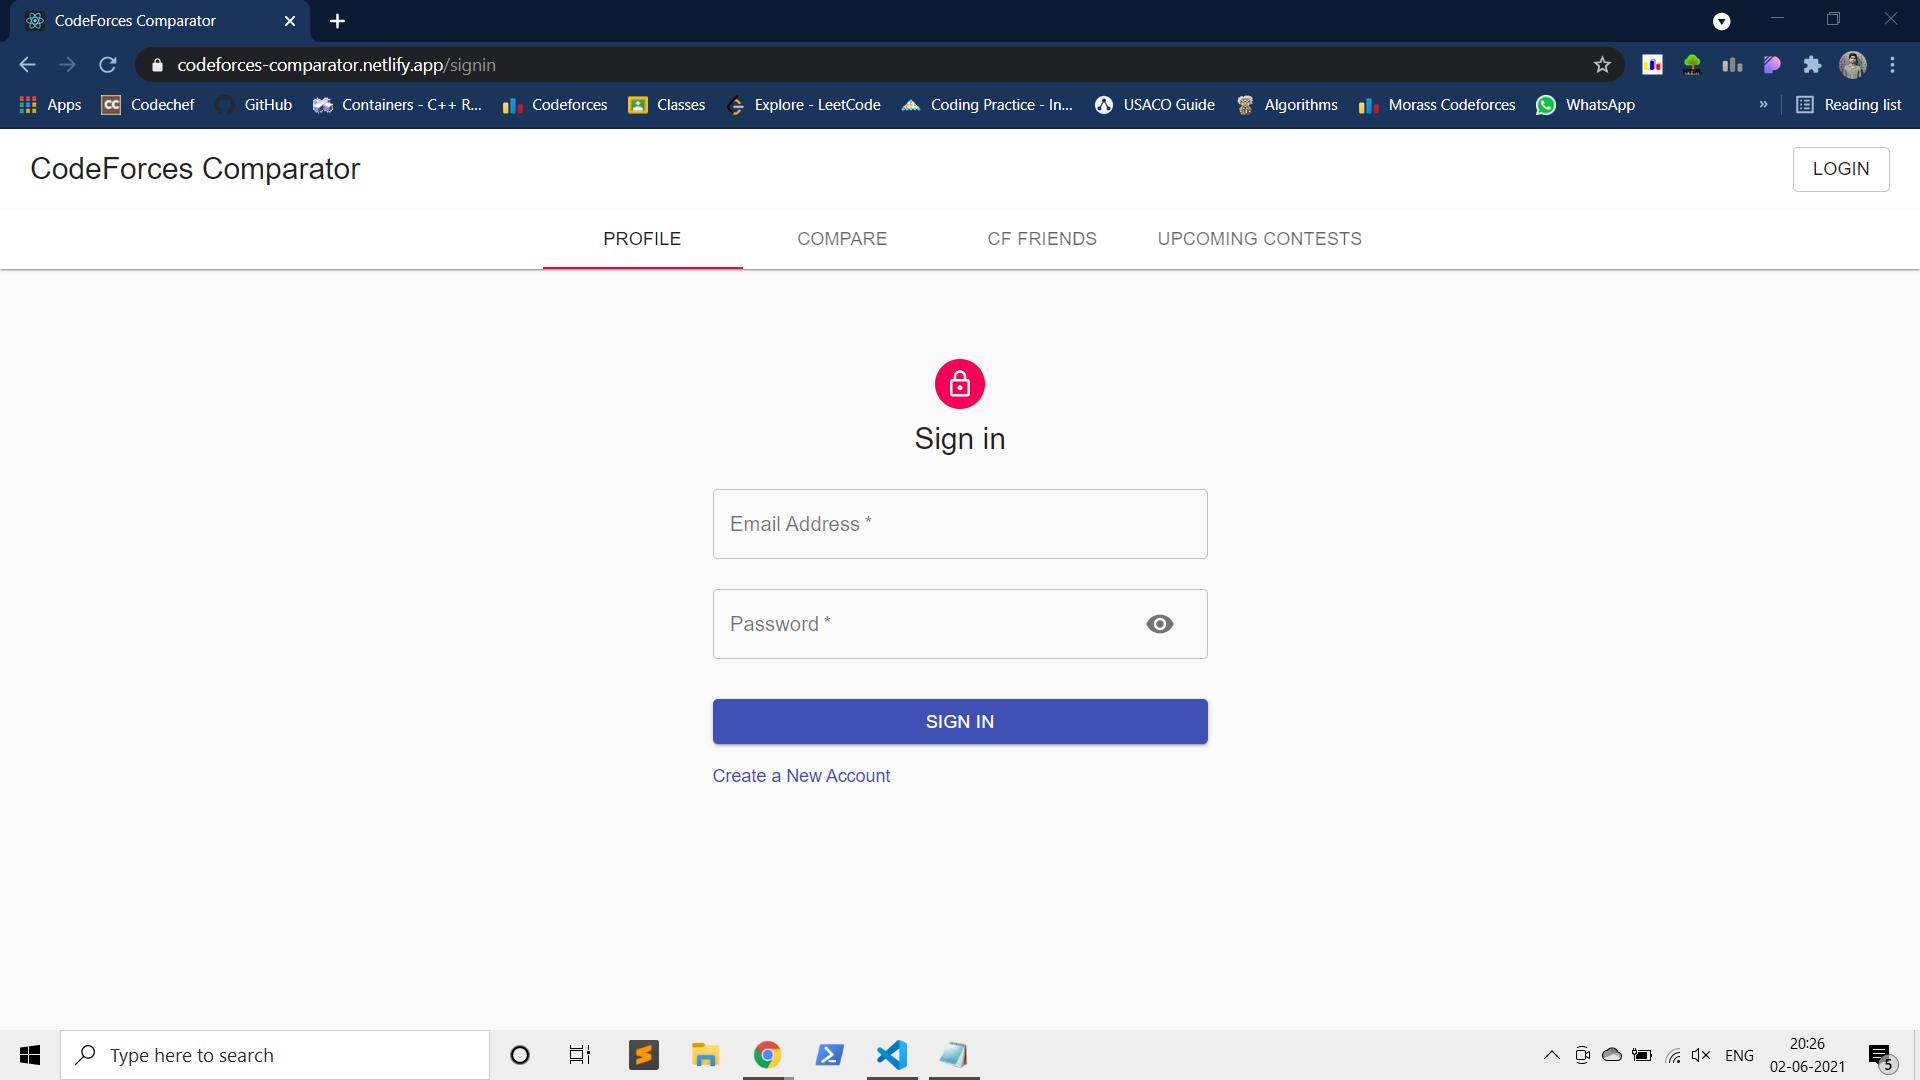 CodeForces Comparator
codeforces-comparator.netlify.app/signin
Apps CC Codechef GitHub Containers - C++ R... Codeforces Classes Explore - LeetCode Coding Practice - In... USACO Guide Algorithms Morass Codeforces WhatsApp » Reading list
CodeForces Comparator
LOGIN
PROFILE COMPARE CF FRIENDS UPCOMING CONTESTS
Sign in
Email Address *
Password *
SIGN IN
Create a New Account
Type here to search
ENG
20:26
02-06-2021
5